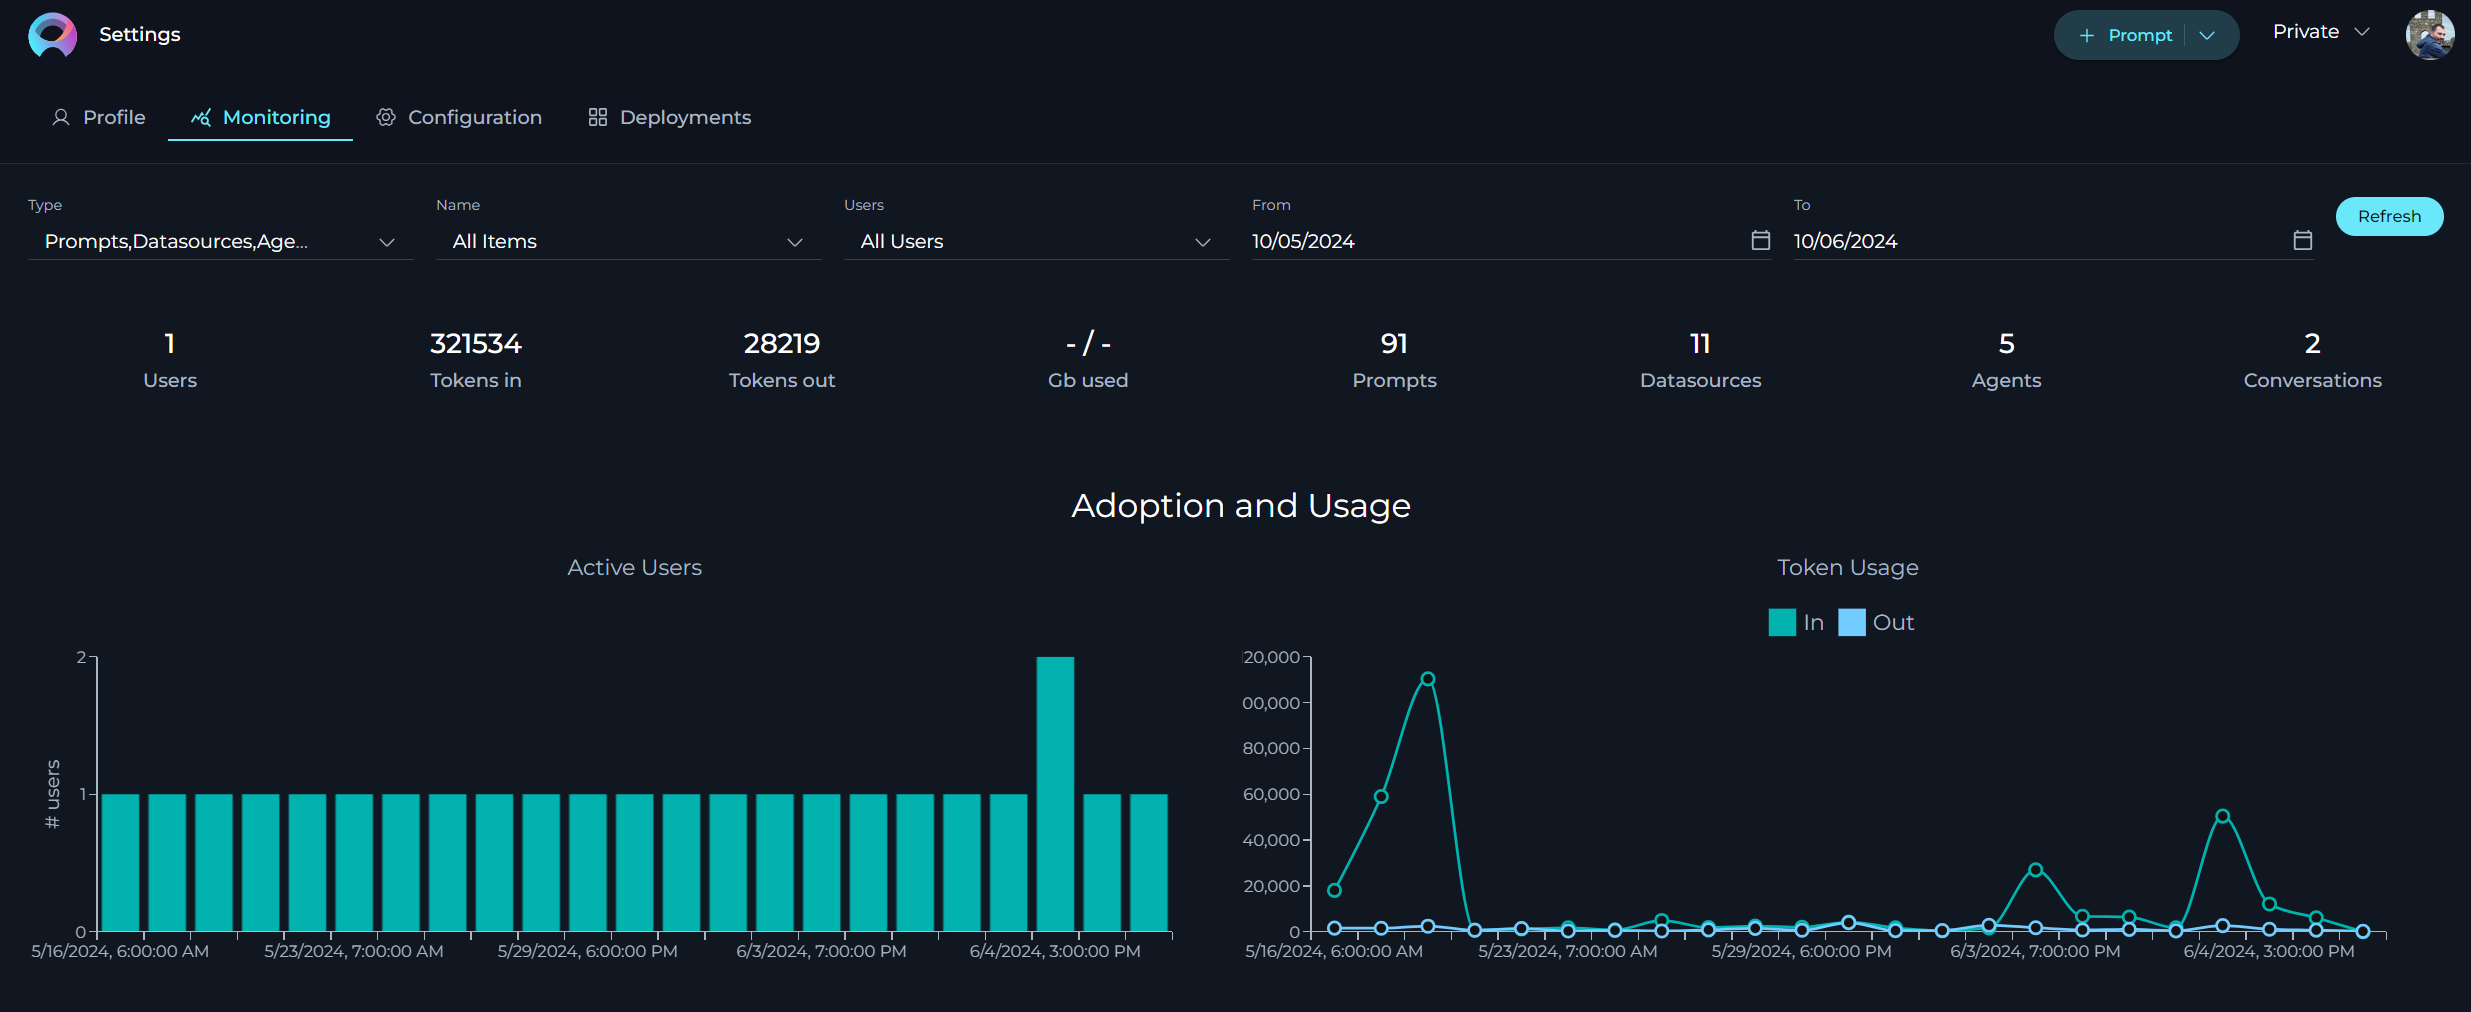 Settings
+ Prompt
Private
Profile
Monitoring
Configuration
Deployments
Type
Name
Users
From
To
Prompts,Datasources,Age...
All Items
All Users
10/05/2024
10/06/2024
Refresh
1
Users
321534
Tokens in
28219
Tokens out
- / -
Gb used
91
Prompts
11
Datasources
5
Agents
2
Conversations
Adoption and Usage
Active Users
# users
2
1
0
5/16/2024, 6:00:00 AM
5/23/2024, 7:00:00 AM
5/29/2024, 6:00:00 PM
6/3/2024, 7:00:00 PM
6/4/2024, 3:00:00 PM
Token Usage
In
Out
20,000
00,000
80,000
60,000
40,000
20,000
0
5/16/2024, 6:00:00 AM
5/23/2024, 7:00:00 AM
5/29/2024, 6:00:00 PM
6/3/2024, 7:00:00 PM
6/4/2024, 3:00:00 PM